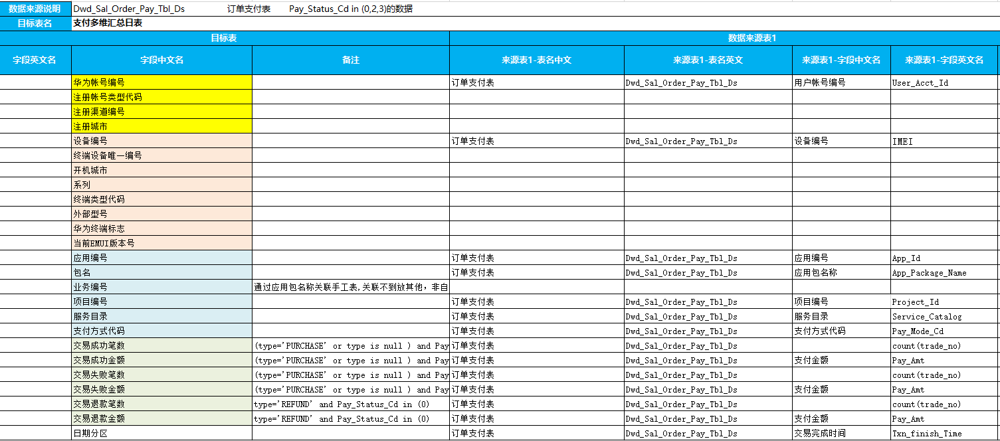 数据来源说明 Dwd_Sal_Order_Pay_Tbl_Ds 订单支付表 Pay_Status_Cd in (0,2,3)的数据
目标表名 支付多维汇总日表
目标表 数据来源表1
字段英文名 字段中文名 备注 来源表1-表名中文 来源表1-表名英文 来源表1-字段中文名 来源表1-字段英文名
华为帐号编号 订单支付表 Dwd_Sal_Order_Pay_Tbl_Ds 用户帐号编号 User_Acct_Id
注册帐号类型代码
注册渠道编号
注册城市
设备编号 订单支付表 Dwd_Sal_Order_Pay_Tbl_Ds 设备编号 IMEI
终端设备唯一编号
开机城市
系列
终端类型代码
外部型号
华为终端标志
当前EMUI版本号
应用编号 订单支付表 Dwd_Sal_Order_Pay_Tbl_Ds 应用编号 App_Id
包名 订单支付表 Dwd_Sal_Order_Pay_Tbl_Ds 应用包名称 App_Package_Name
业务编号 通过应用包名称关联手工表,关联不到放其他，非自
项目编号 订单支付表 Dwd_Sal_Order_Pay_Tbl_Ds 项目编号 Project_Id
服务目录 订单支付表 Dwd_Sal_Order_Pay_Tbl_Ds 服务目录 Service_Catalog
支付方式代码 订单支付表 Dwd_Sal_Order_Pay_Tbl_Ds 支付方式代码 Pay_Mode_Cd
交易成功笔数 (type='PURCHASE' or type is null ) and Pay 订单支付表 Dwd_Sal_Order_Pay_Tbl_Ds count(trade_no)
交易成功金额 (type='PURCHASE' or type is null ) and Pay 订单支付表 Dwd_Sal_Order_Pay_Tbl_Ds 支付金额 Pay_Amt
交易失败笔数 (type='PURCHASE' or type is null ) and Pay 订单支付表 Dwd_Sal_Order_Pay_Tbl_Ds count(trade_no)
交易失败金额 (type='PURCHASE' or type is null ) and Pay 订单支付表 Dwd_Sal_Order_Pay_Tbl_Ds 支付金额 Pay_Amt
交易退款笔数 type='REFUND' and Pay_Status_Cd in (0) 订单支付表 Dwd_Sal_Order_Pay_Tbl_Ds count(trade_no)
交易退款金额 type='REFUND' and Pay_Status_Cd in (0) 订单支付表 Dwd_Sal_Order_Pay_Tbl_Ds 支付金额 Pay_Amt
日期分区 订单支付表 Dwd_Sal_Order_Pay_Tbl_Ds 交易完成时间 Txn_finish_Time